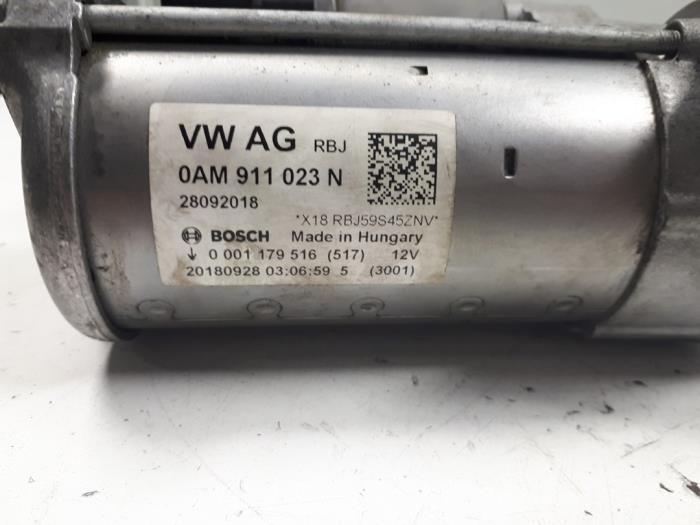 VW AG RBJ
0AM 911 023 N
28092018
*X18 RBJ59S45ZNV*
BOSCH Made in Hungary
↓ 0 001 179 516 (517) 12V
20180928 03:06:59 5 (3001)